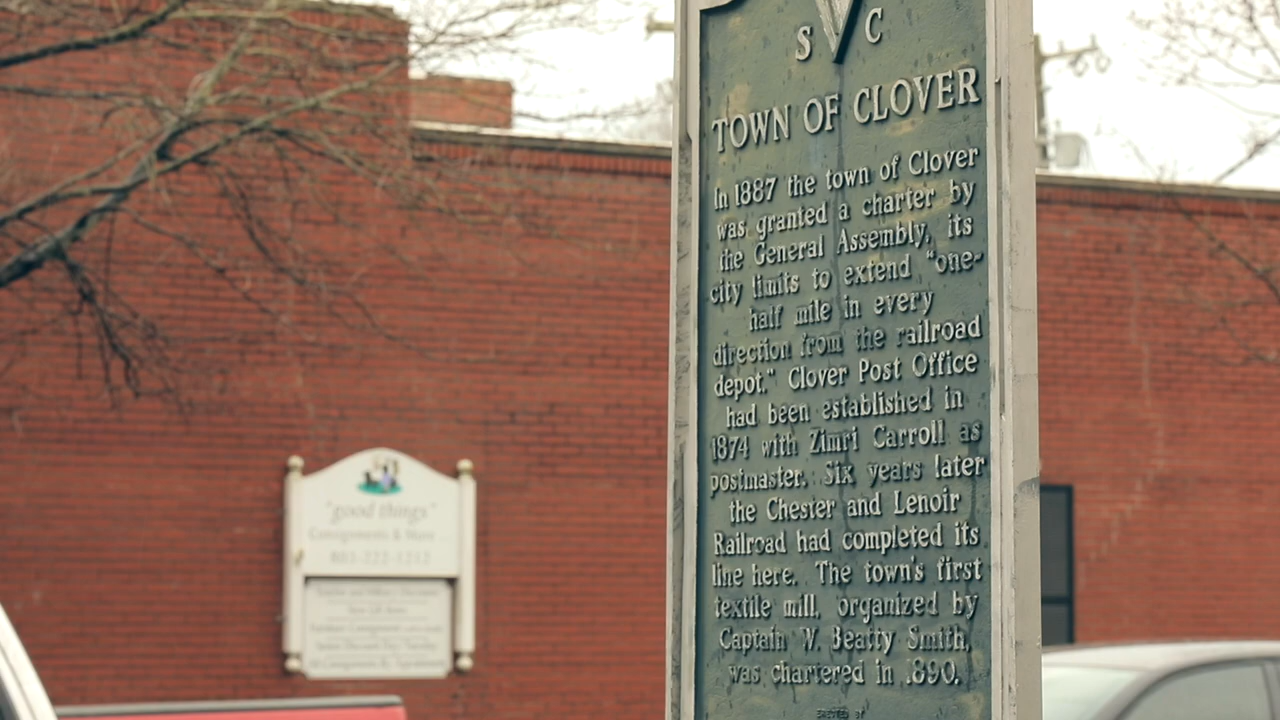 S C
TOWN OF CLOVER
In 1887 the town of Clover
was granted a charter by
the General Assembly, its
city limits to extend "one-
half mile in every
direction from the railroad
depot." Clover Post Office
had been established in
1874 with Zimri Carroll as
postmaster. Six years later
the Chester and Lenoir
Railroad had completed its
line here. The town's first
textile mill, organized by
Captain W. Beatty Smith,
was chartered in 1890.
ERECTED BY
"good things"
Consignments & More
803-222-1212